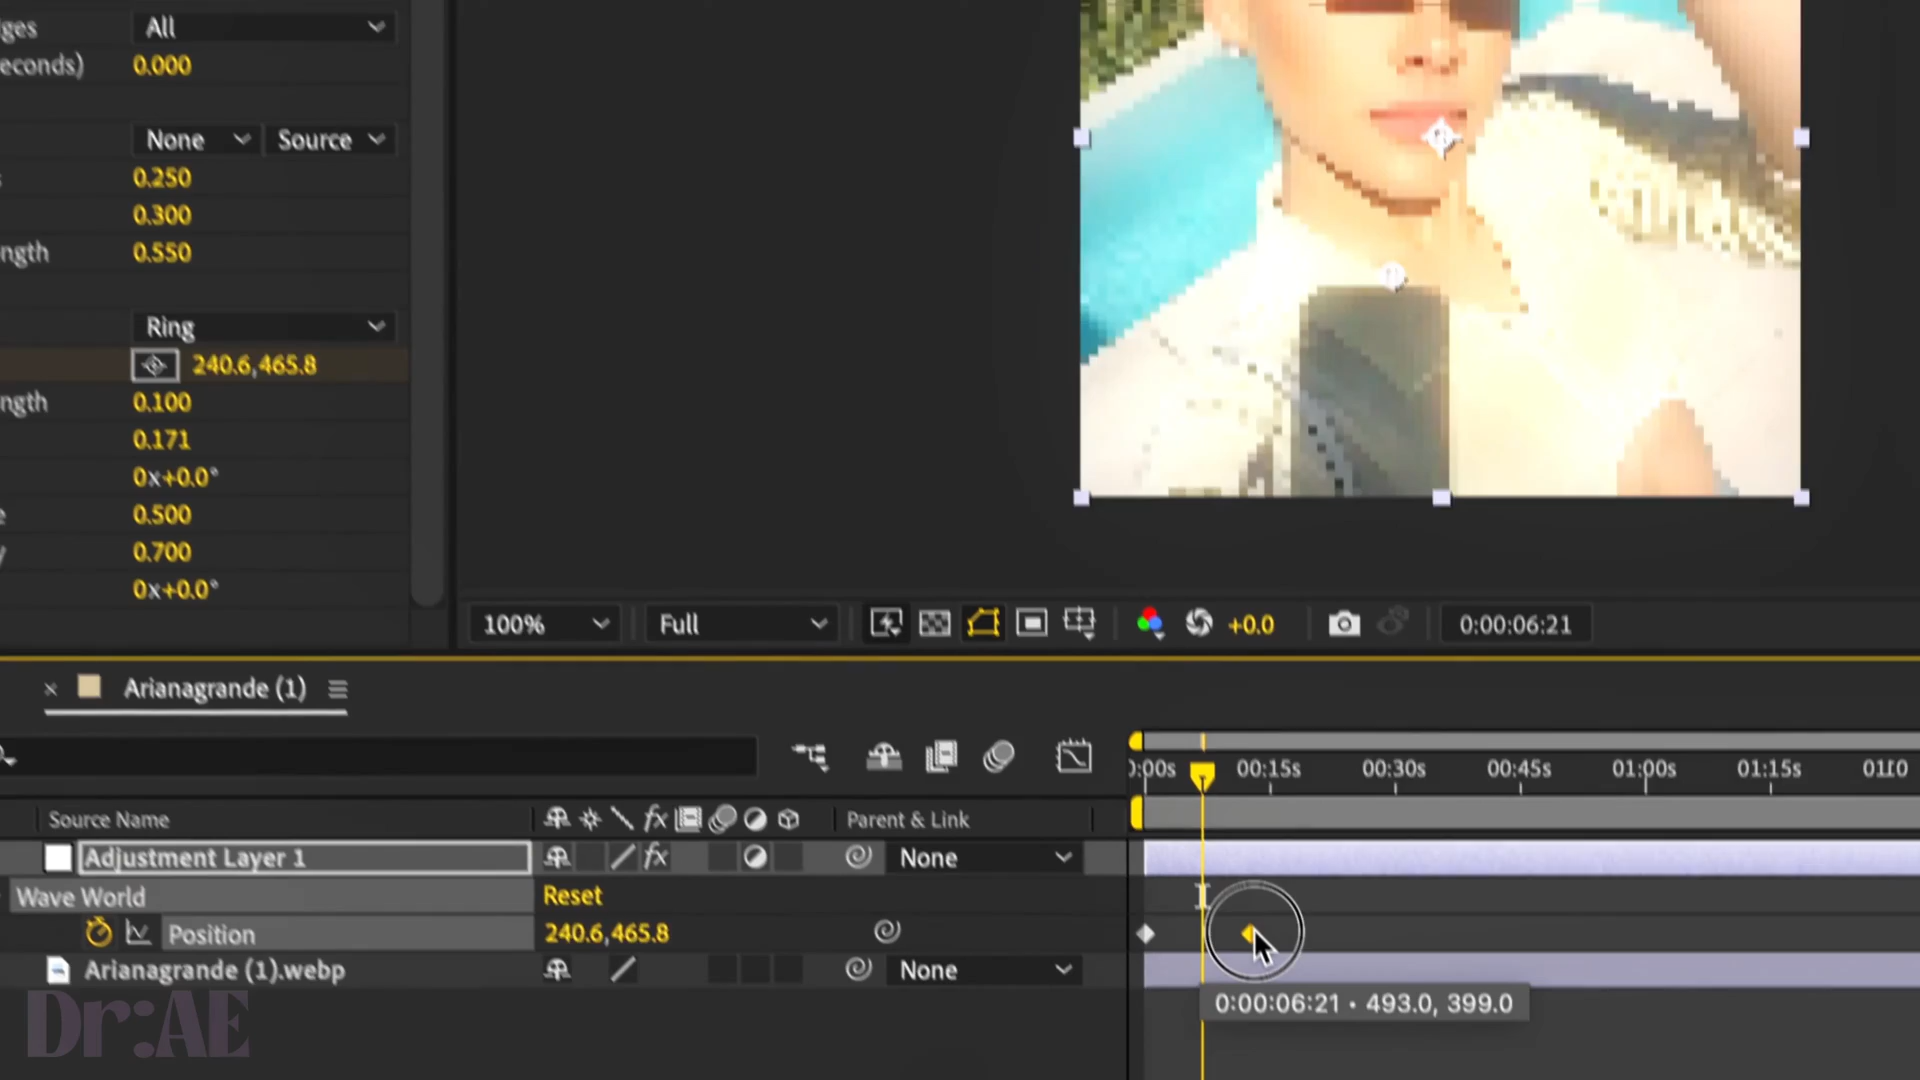 ges All
econds) 0.000
None Source
0.250
0.300
ngth 0.550
Ring
240.6,465.8
ngth 0.100
0.171
0x+0.0°
e 0.500
y 0.700
0x+0.0°
100% Full +0.0 0:00:06:21
× Arianagrande (1)
0:00s 00:15s 00:30s 00:45s 01:00s 01:15s
Source Name fx Parent & Link
Adjustment Layer 1 fx None
Wave World Reset
Position 240.6,465.8
Arianagrande (1).webp None
0:00:06:21 • 493.0, 399.0
Dr:AE